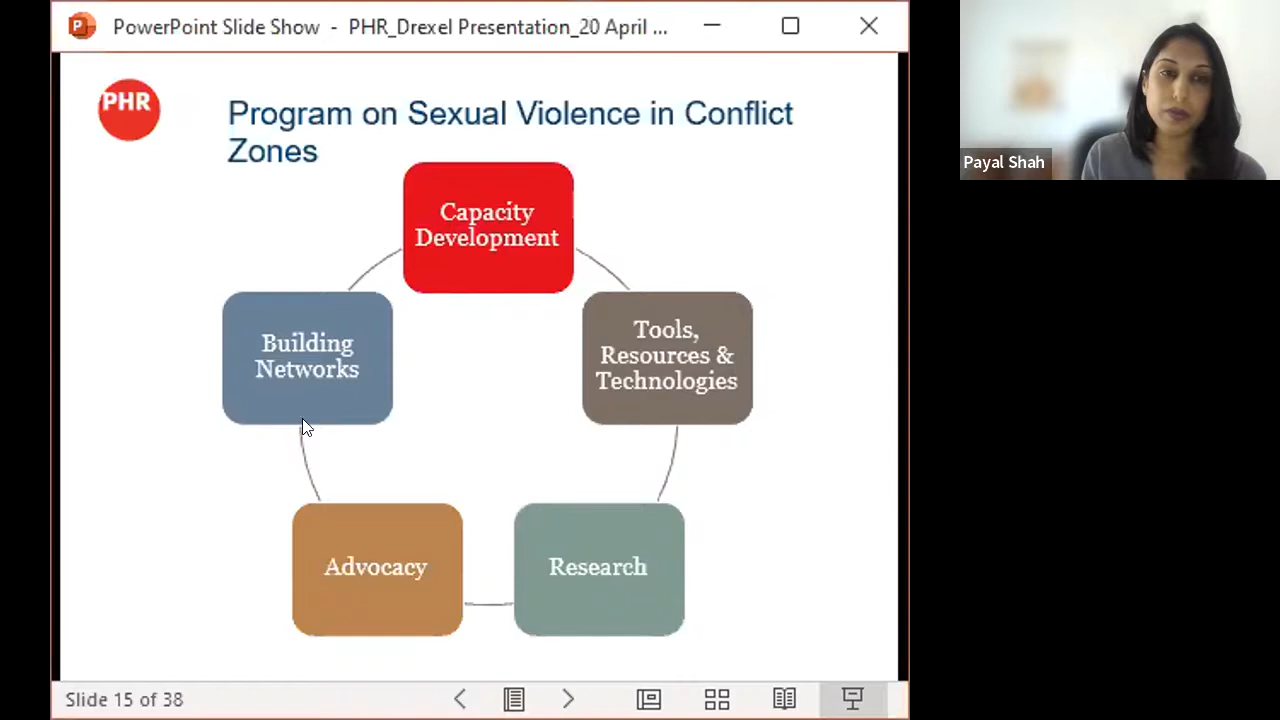 PowerPoint Slide Show - PHR_Drexel Presentation_20 April ...
PHR
Program on Sexual Violence in Conflict
Zones
Capacity
Development
Building
Networks
Tools,
Resources &
Technologies
Advocacy
Research
Slide 15 of 38
Payal Shah